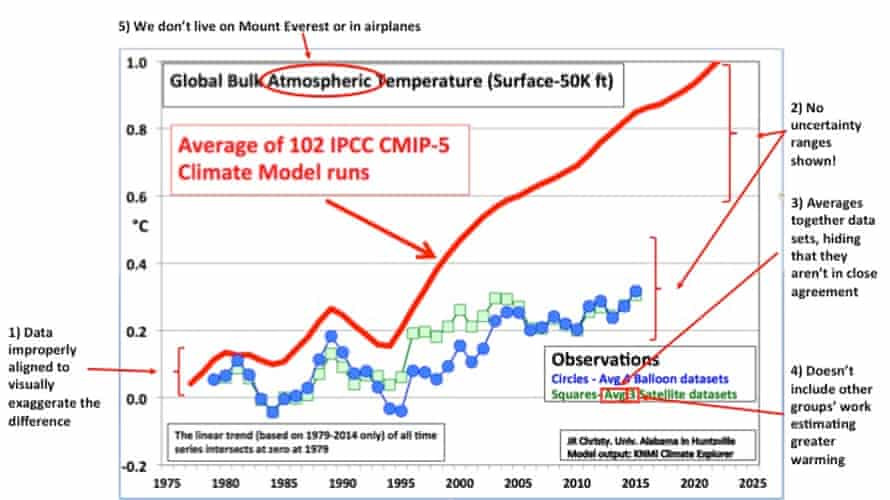 5) We don't live on Mount Everest or in airplanes
1.0
0.8
0.6
°C
0.4
0.2
0.0
-0.2
Global Bulk Atmospheric Temperature (Surface-50K ft)
Average of 102 IPCC CMIP-5
Climate Model runs
2) No
uncertainty
ranges
shown!
3) Averages
together data
sets, hiding
that they
aren't in close
agreement
1) Data
improperly
aligned to
visually
exaggerate the
difference
Observations
Circles - Avg 4 Balloon datasets
Squares- Avg 3 Satellite datasets
4) Doesn't
include other
groups' work
estimating
greater
warming
The linear trend (based on 1979-2014 only) of all time
series intersects at zero at 1979
JR Christy, Univ. Alabama in Huntsville
Model output: KNMI Climate Explorer
1975 1980 1985 1990 1995 2000 2005 2010 2015 2020 2025